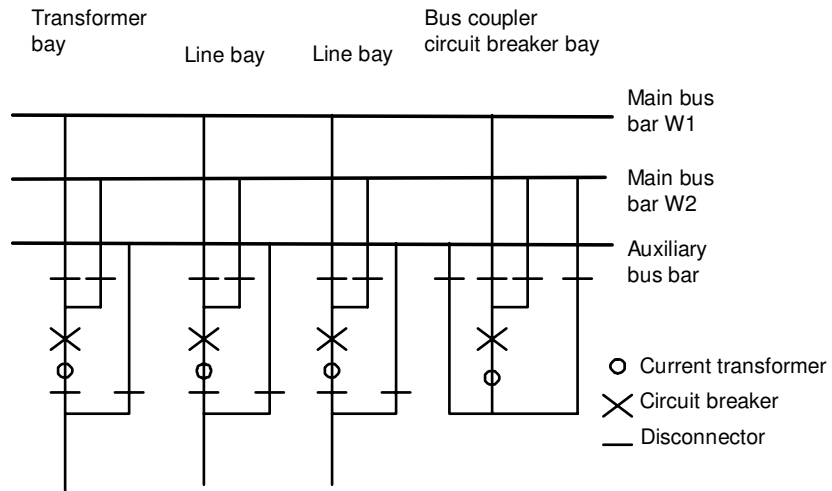 Transformer
bay
Line bay
Line bay
Bus coupler
circuit breaker bay
Main bus
bar W1
Main bus
bar W2
Auxiliary
bus bar
Current transformer
Circuit breaker
Disconnector